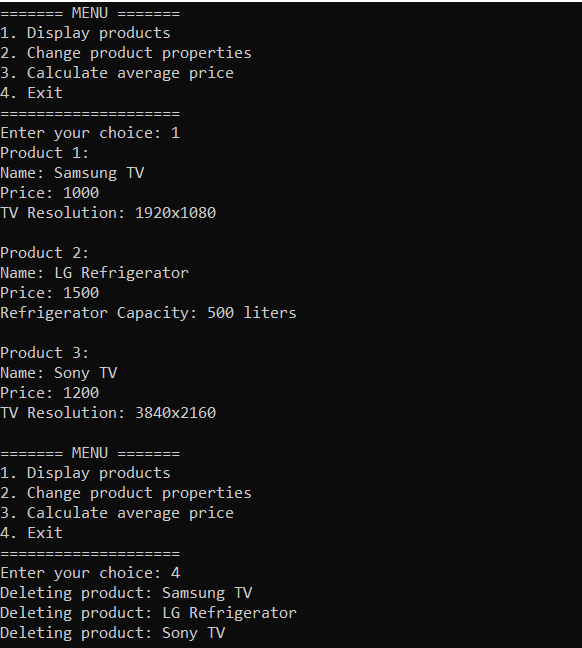 ======= MENU =======
1. Display products
2. Change product properties
3. Calculate average price
4. Exit
====================
Enter your choice: 1
Product 1:
Name: Samsung TV
Price: 1000
TV Resolution: 1920x1080

Product 2:
Name: LG Refrigerator
Price: 1500
Refrigerator Capacity: 500 liters

Product 3:
Name: Sony TV
Price: 1200
TV Resolution: 3840x2160

======= MENU =======
1. Display products
2. Change product properties
3. Calculate average price
4. Exit
====================
Enter your choice: 4
Deleting product: Samsung TV
Deleting product: LG Refrigerator
Deleting product: Sony TV